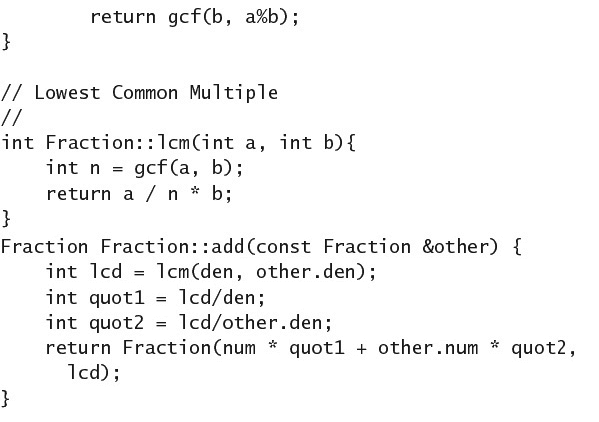 return gcf(b, a%b);
}

// Lowest Common Multiple
//
int Fraction::lcm(int a, int b){
    int n = gcf(a, b);
    return a / n * b;
}
Fraction Fraction::add(const Fraction &other) {
    int lcd = lcm(den, other.den);
    int quot1 = lcd/den;
    int quot2 = lcd/other.den;
    return Fraction(num * quot1 + other.num * quot2,
      lcd);
}